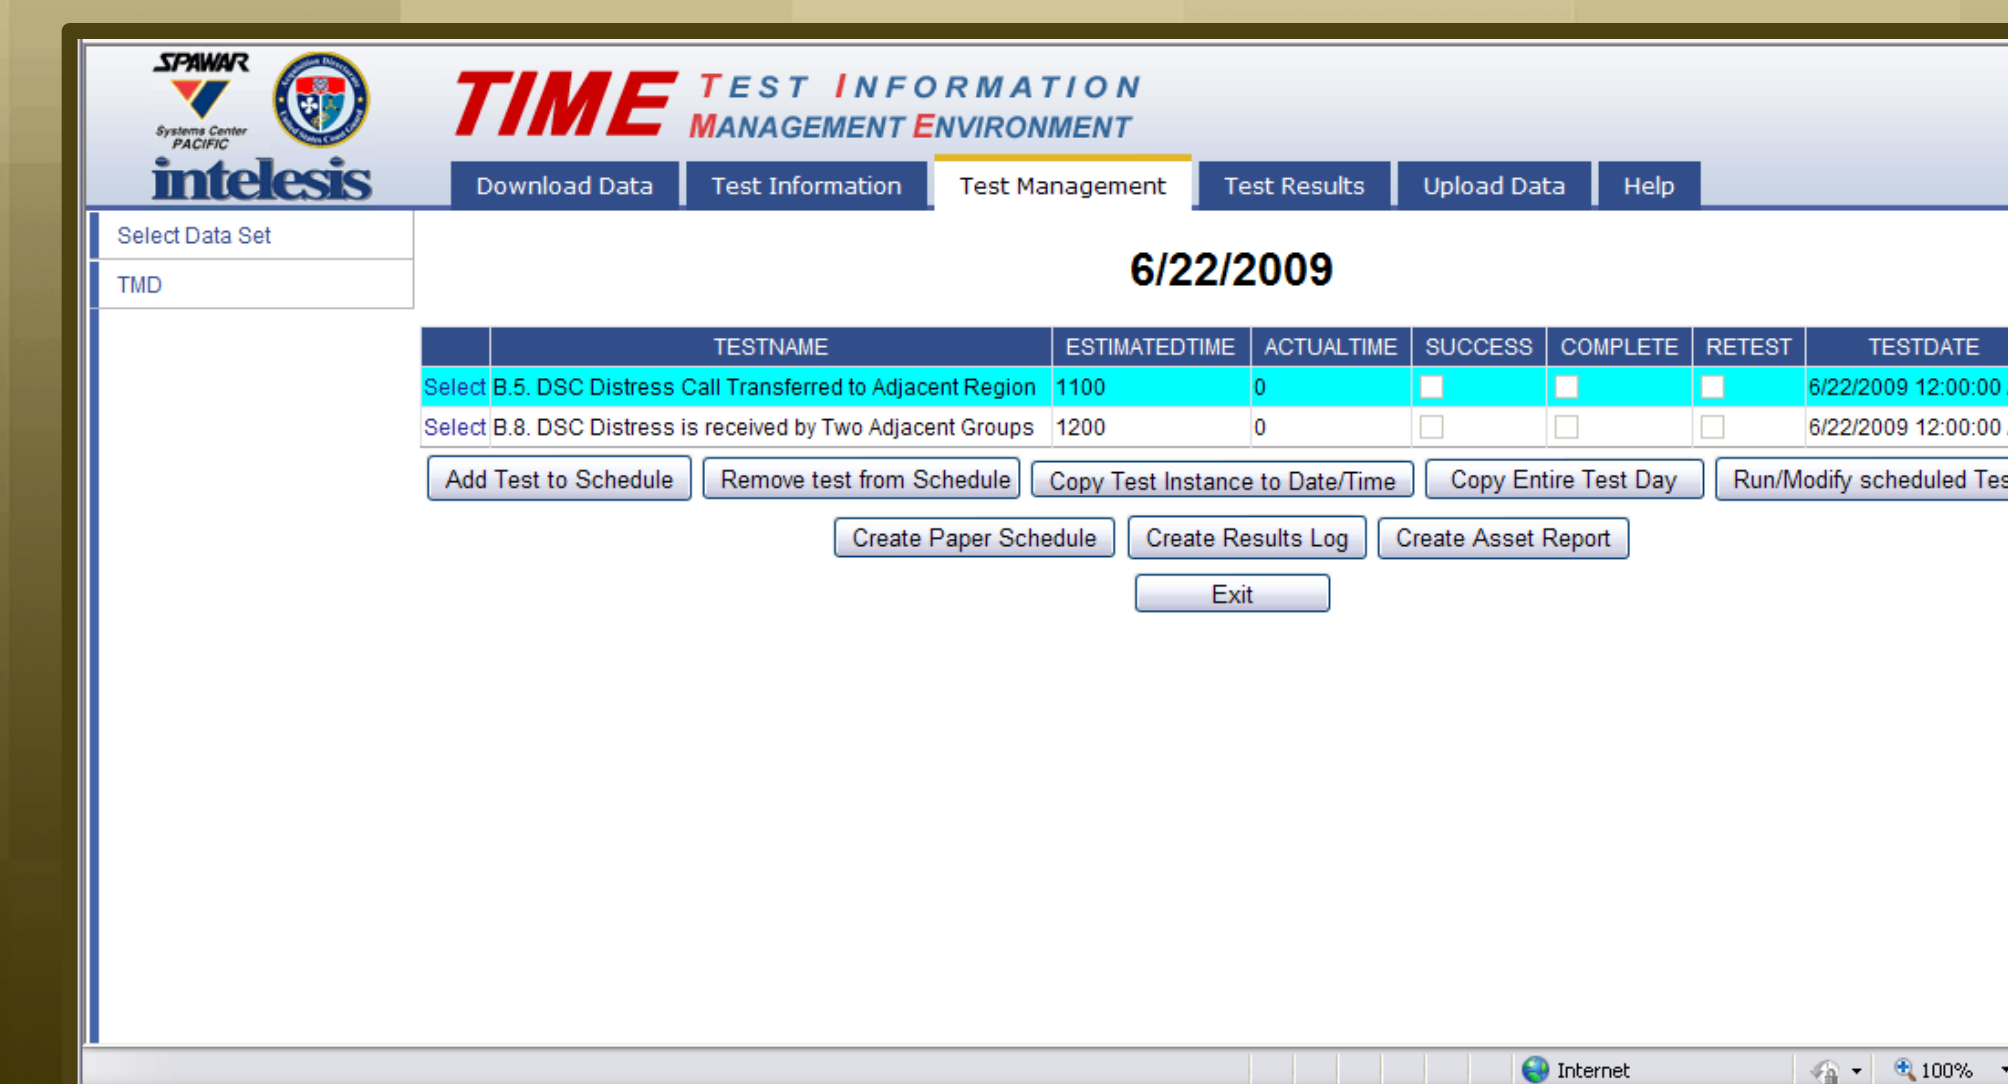 SPAWAR
Systems Center
PACIFIC
intelesis
TIME TEST INFORMATION
MANAGEMENT ENVIRONMENT
Download Data Test Information Test Management Test Results Upload Data Help
Select Data Set
TMD
6/22/2009
TESTNAME ESTIMATEDTIME ACTUALTIME SUCCESS COMPLETE RETEST TESTDATE
Select B.5. DSC Distress Call Transferred to Adjacent Region 1100 0 6/22/2009 12:00:00
Select B.8. DSC Distress is received by Two Adjacent Groups 1200 0 6/22/2009 12:00:00
Add Test to Schedule Remove test from Schedule Copy Test Instance to Date/Time Copy Entire Test Day Run/Modify scheduled Tes
Create Paper Schedule Create Results Log Create Asset Report
Exit
Internet 100%